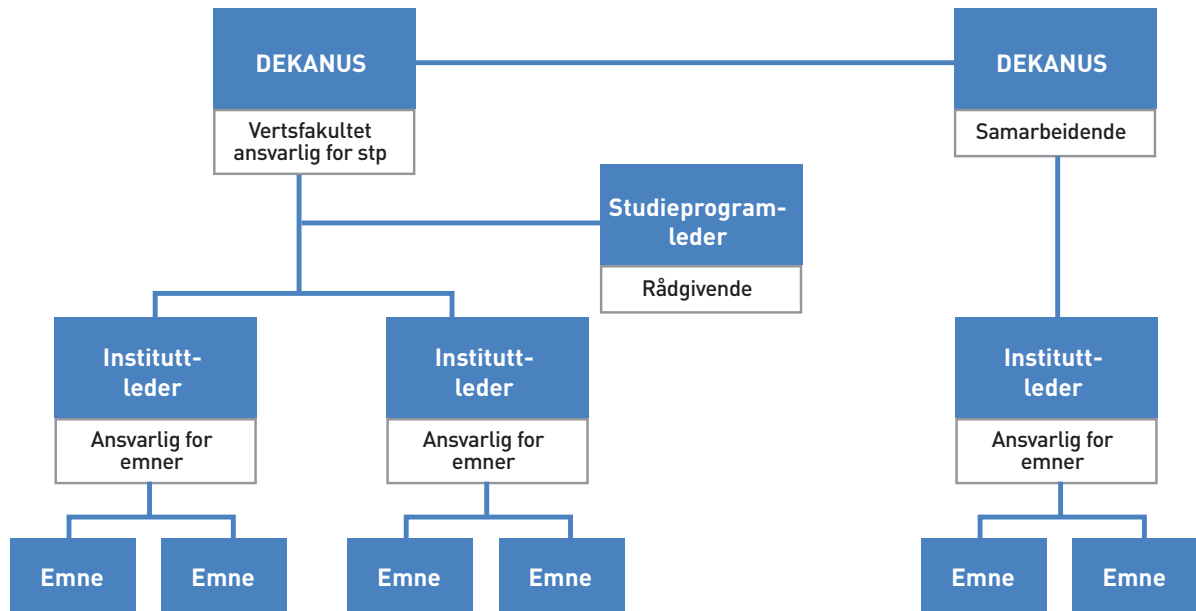 DEKANUS
Vertsfakultet
ansvarlig for stp
DEKANUS
Samarbeidende
Studieprogram-
leder
Rådgivende
Institutt-
leder
Ansvarlig for
emner
Institutt-
leder
Ansvarlig for
emner
Institutt-
leder
Ansvarlig for
emner
Emne
Emne
Emne
Emne
Emne
Emne